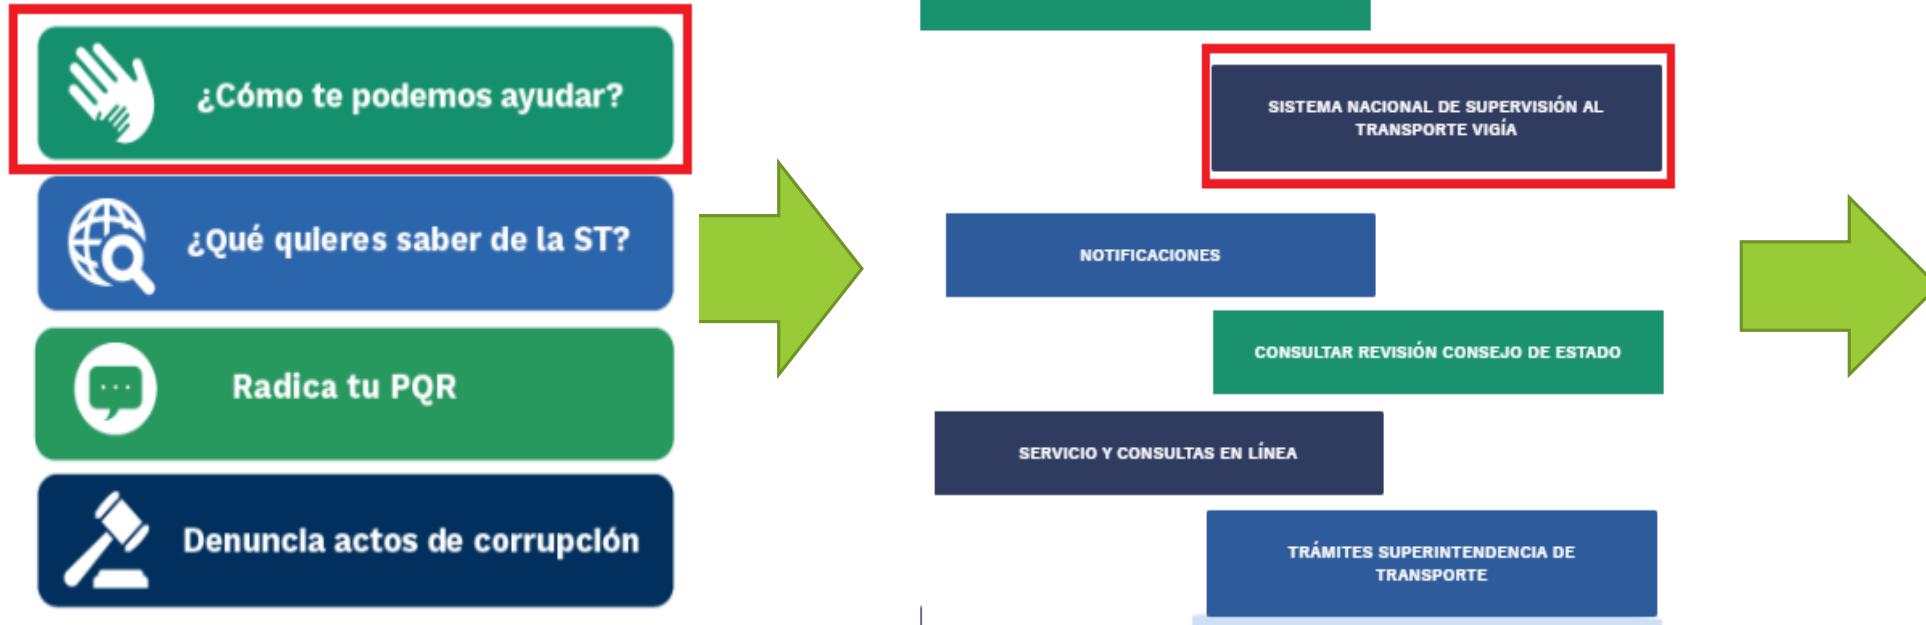 ¿Cómo te podemos ayudar?
¿Qué quieres saber de la ST?
Radica tu PQR
Denuncia actos de corrupción
SISTEMA NACIONAL DE SUPERVISIÓN AL
TRANSPORTE VIGÍA
NOTIFICACIONES
CONSULTAR REVISIÓN CONSEJO DE ESTADO
SERVICIO Y CONSULTAS EN LÍNEA
TRÁMITES SUPERINTENDENCIA DE
TRANSPORTE